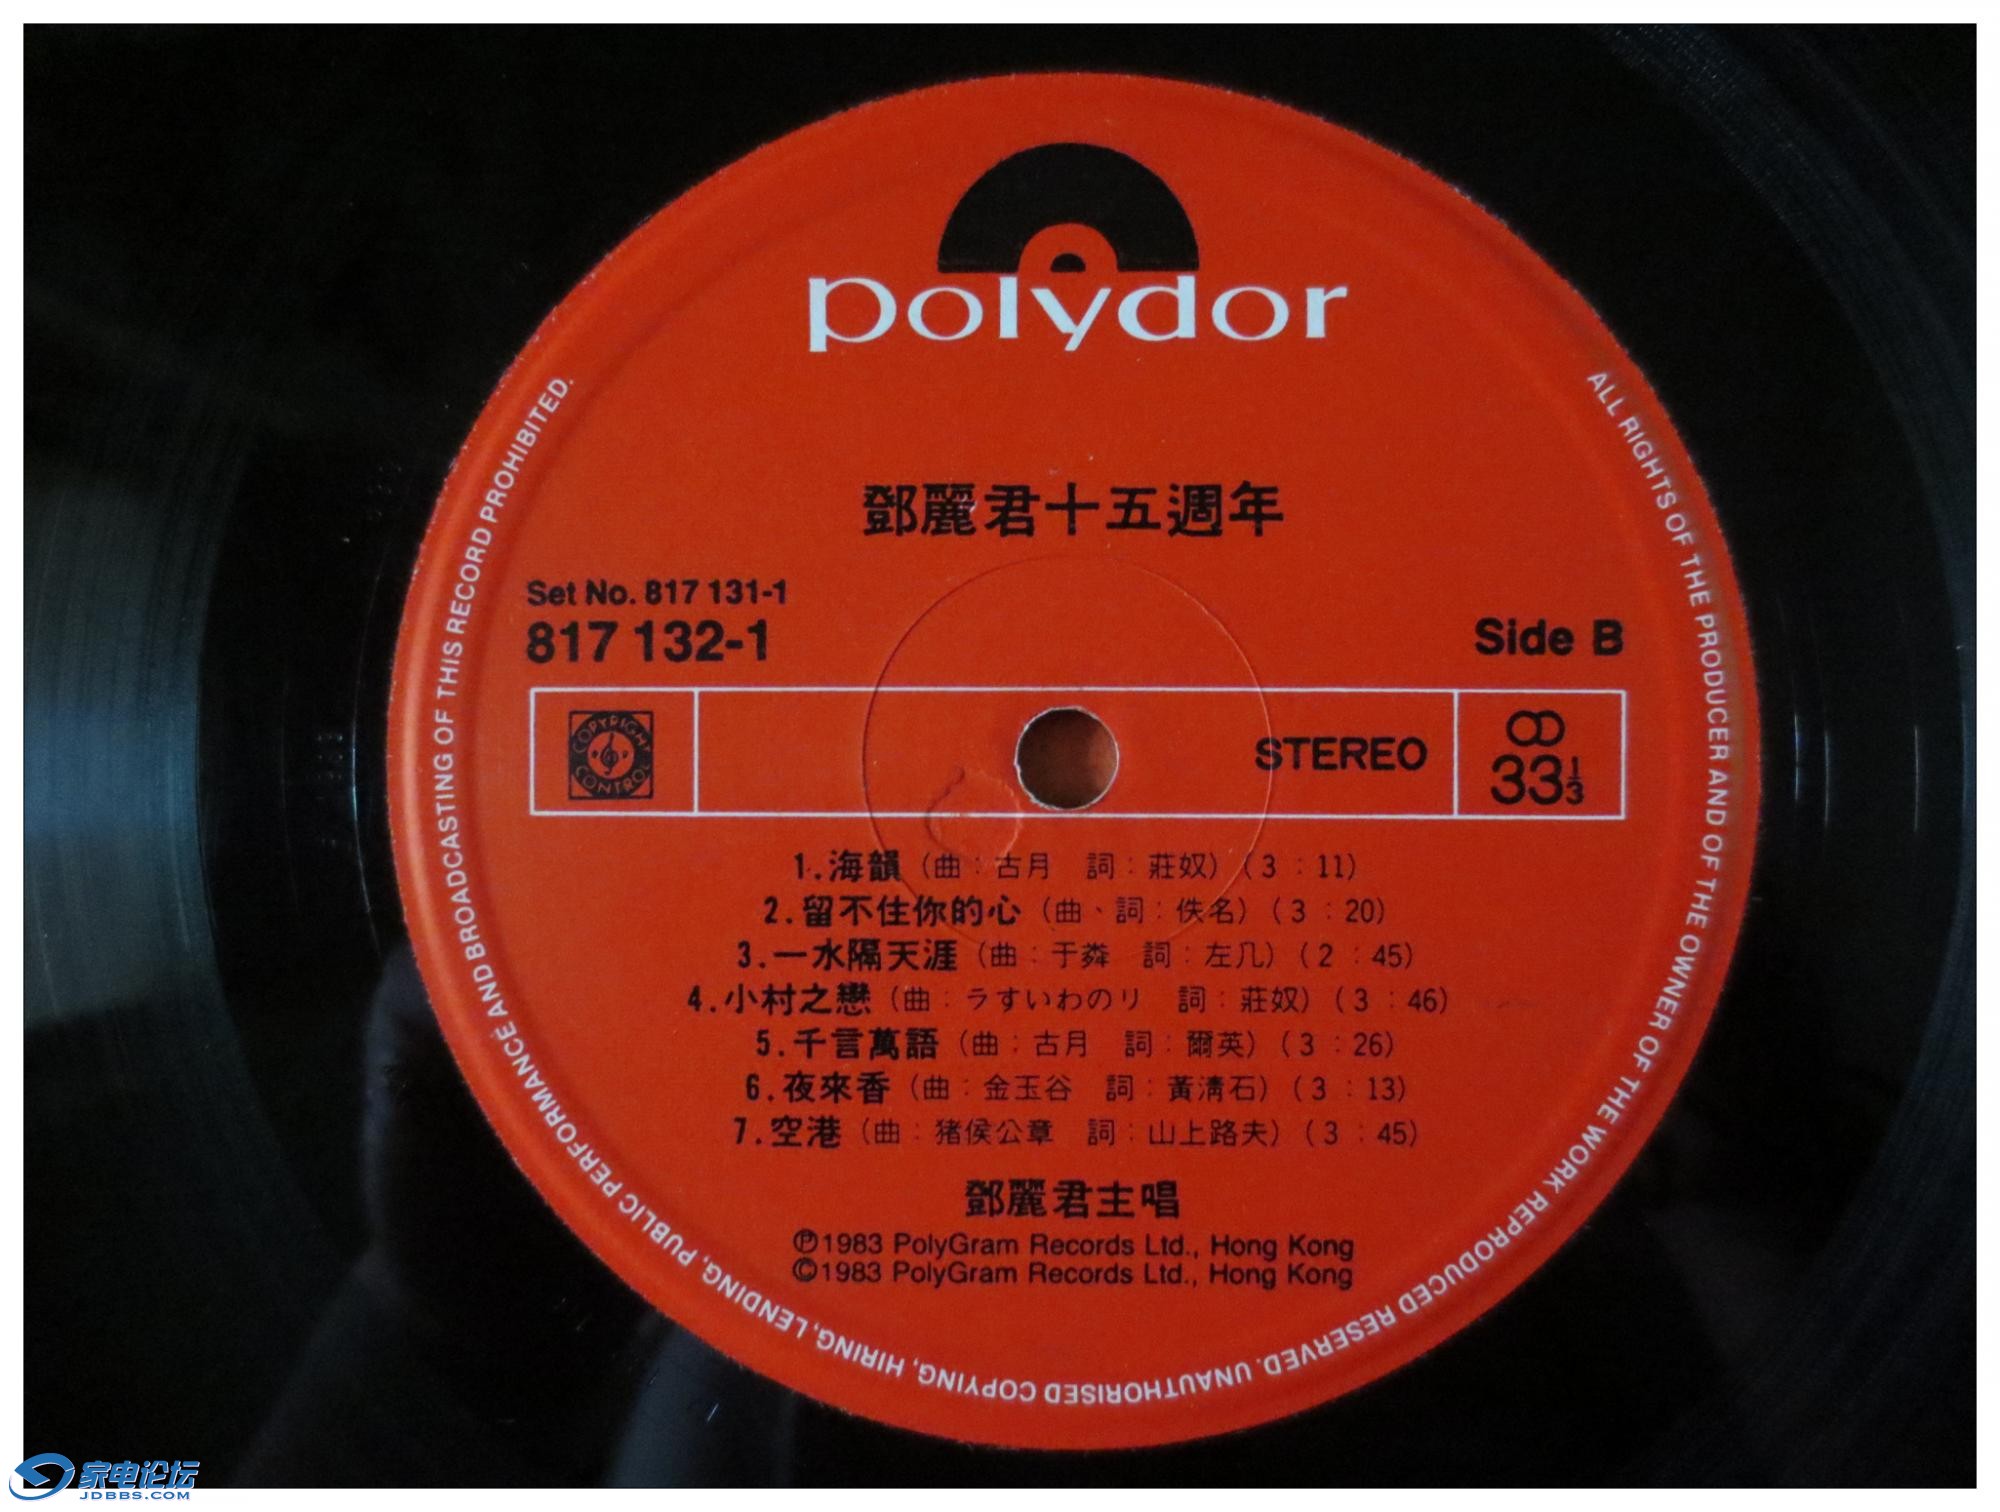 polydor
鄧麗君十五週年
Set No. 817 131-1
817 132-1
Side B
COPYRIGHT CONTROL
STEREO
33 1/3
1.海韻(曲:古月 詞:莊奴)(3:11)
2.留不住你的心(曲、詞:佚名)(3:20)
3.一水隔天涯(曲:于粦 詞:左几)(2:45)
4.小村之戀(曲:ラすいわのリ 詞:莊奴)(3:46)
5.千言萬語(曲:古月 詞:爾英)(3:26)
6.夜來香(曲:金玉谷 詞:黃清石)(3:13)
7.空港(曲:猪侯公章 詞:山上路夫)(3:45)
鄧麗君主唱
Ⓟ1983 PolyGram Records Ltd., Hong Kong
©1983 PolyGram Records Ltd., Hong Kong
ALL RIGHTS OF THE PRODUCER AND OF THE OWNER OF THE WORK REPRODUCED RESERVED. UNAUTHORISED COPYING, HIRING, LENDING, PUBLIC PERFORMANCE AND BROADCASTING OF THIS RECORD PROHIBITED.
家电论坛
JDBBS.COM